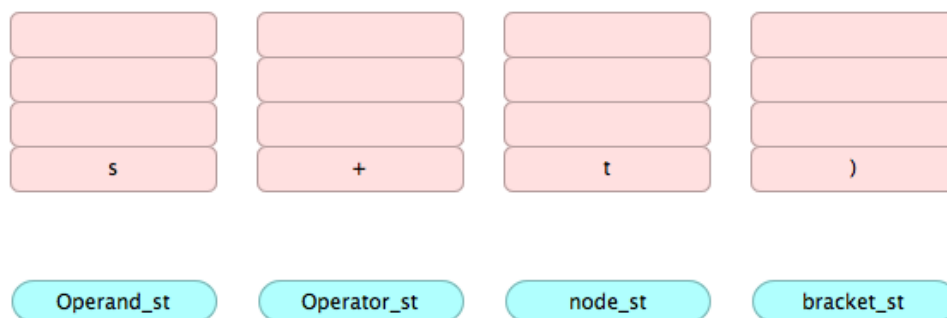 s + t )
Operand_st Operator_st node_st bracket_st